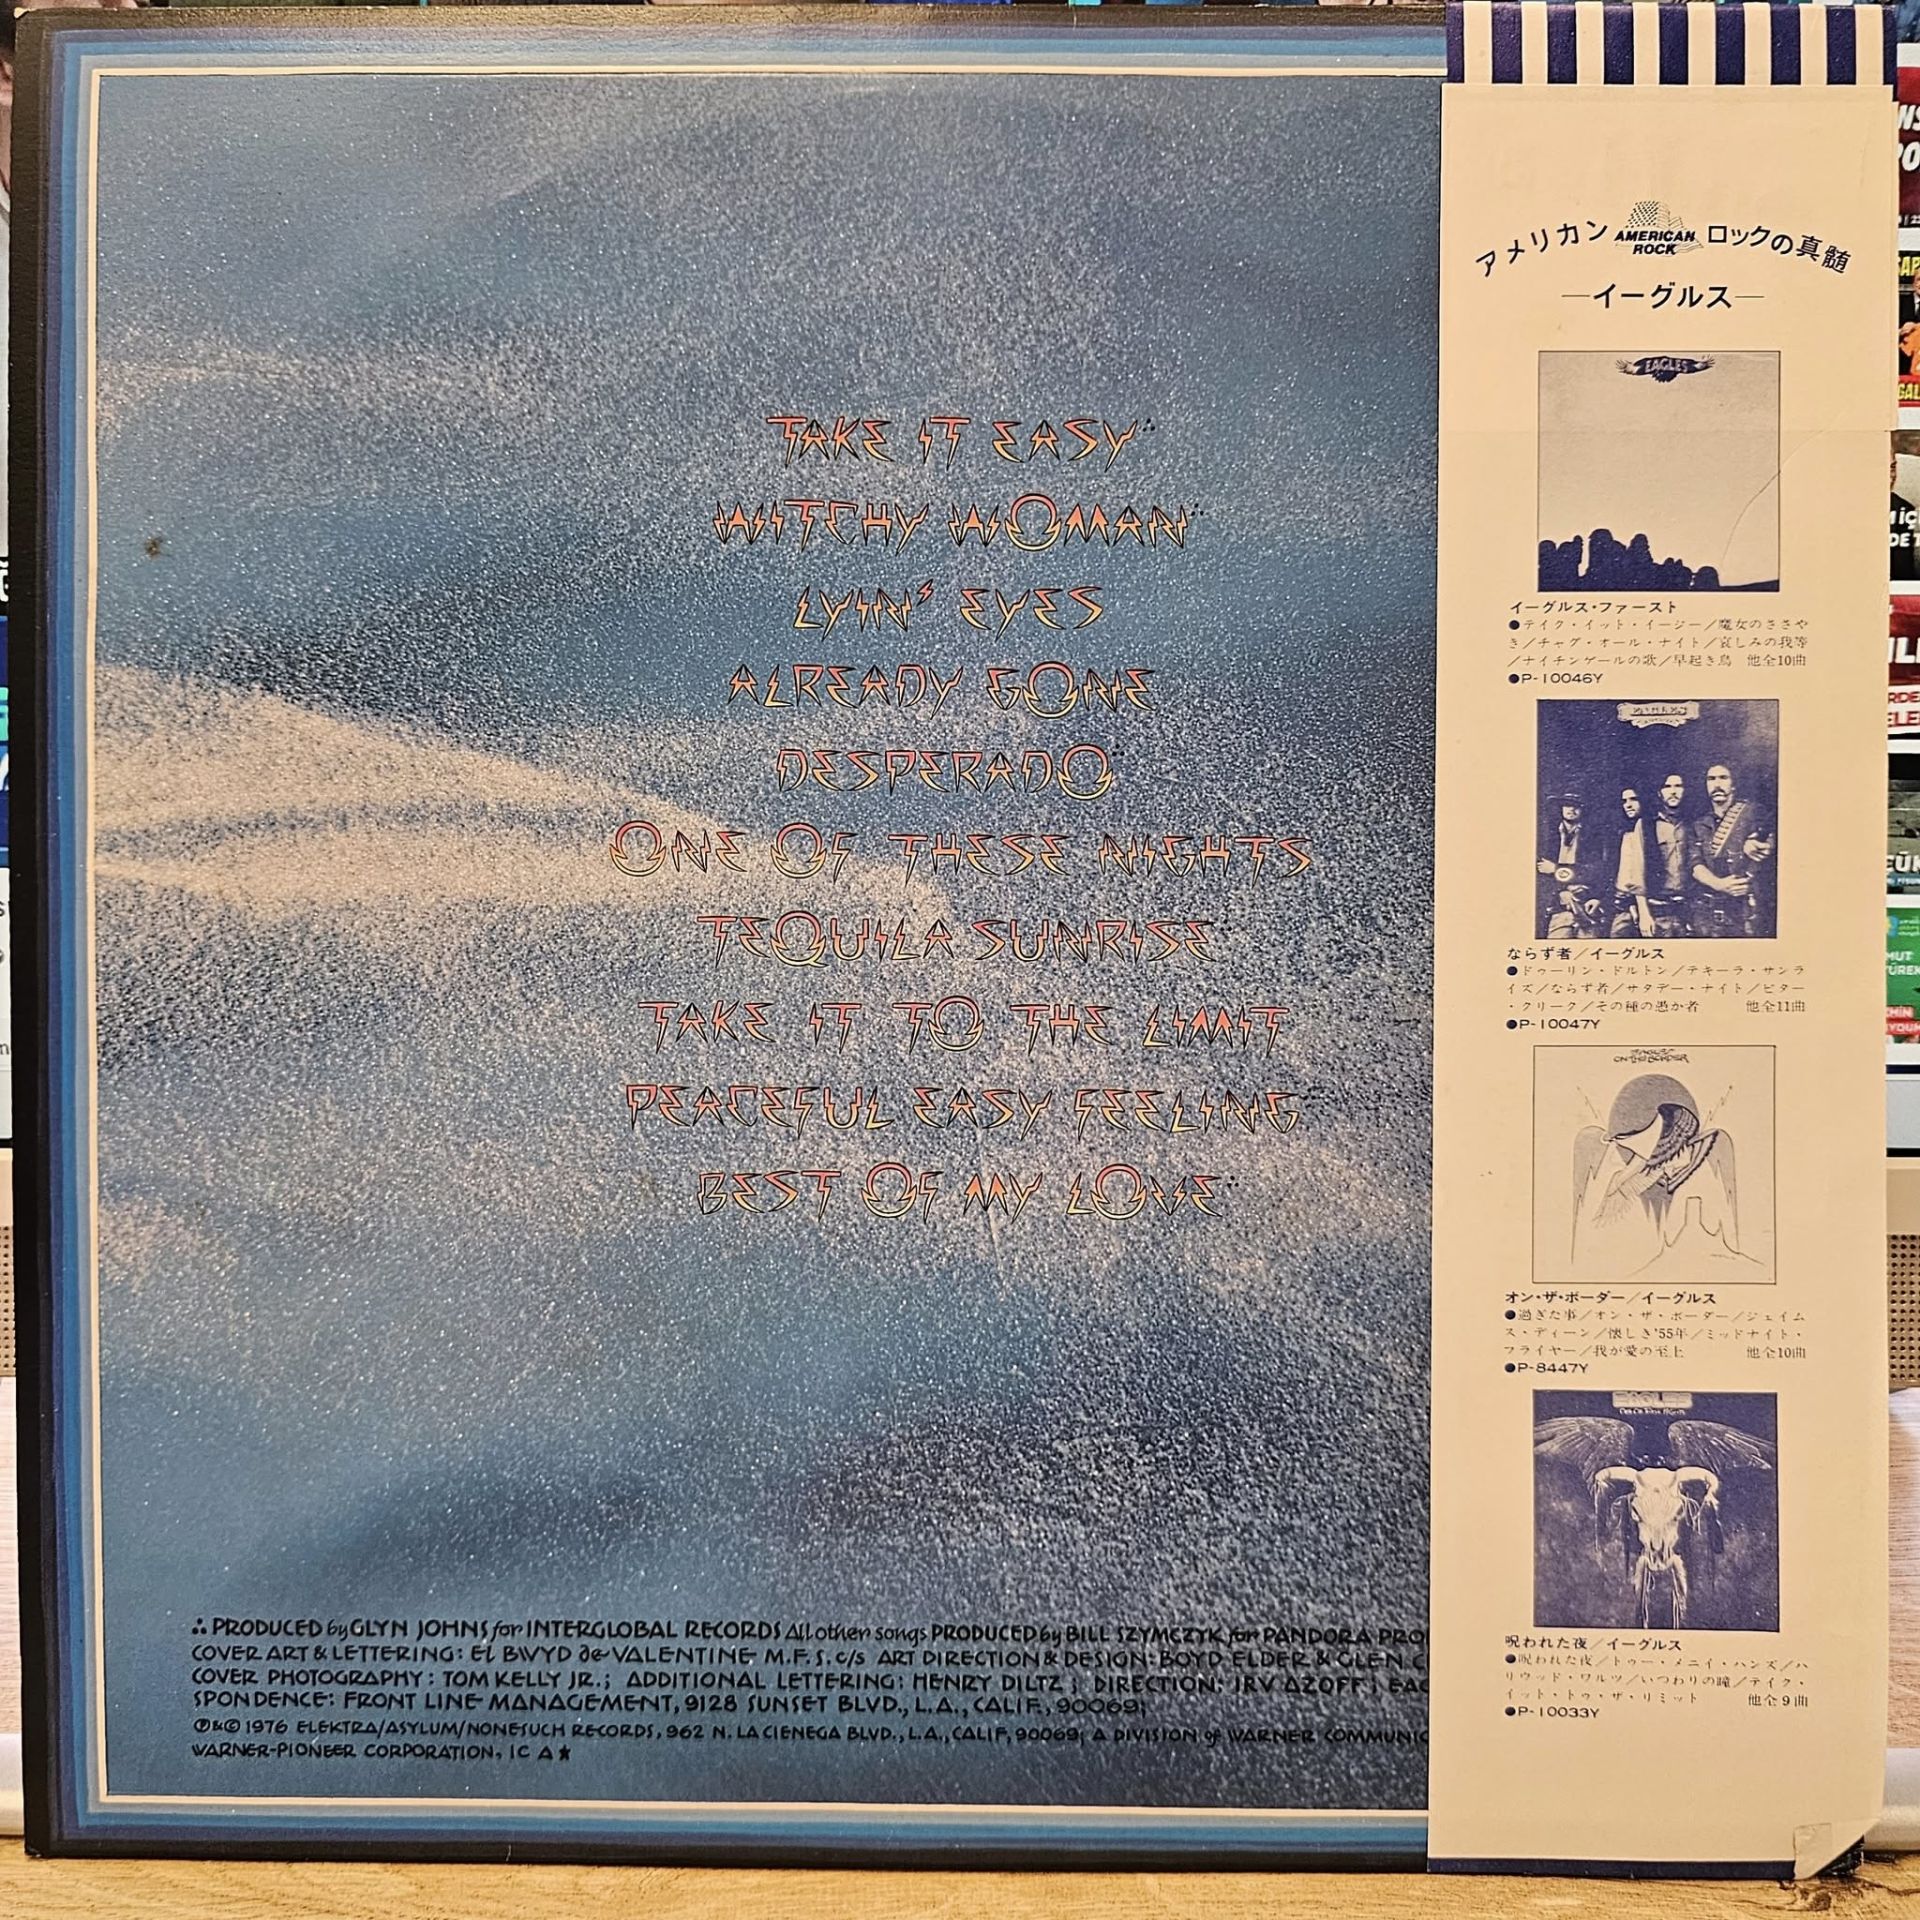 TAKE IT EASY∴
WITCHY WOMAN∴
LYIN' EYES
ALREADY GONE
DESPERADO∴
ONE OF THESE NIGHTS
TEQUILA SUNRISE∴
TAKE IT TO THE LIMIT
PEACEFUL EASY FEELING∴
BEST OF MY LOVE∴
∴ PRODUCED by GLYN JOHNS for INTERGLOBAL RECORDS All other songs PRODUCED by BILL SZYMCZYK for PANDORA PRO
COVER ART & LETTERING: El BWYD de VALENTINE M.F.S. c/s ART DIRECTION & DESIGN: BOYD ELDER & GLEN C
COVER PHOTOGRAPHY: TOM KELLY JR.; ADDITIONAL LETTERING: HENRY DILTZ; DIRECTION: IRV AZOFF; EAG
SPONDENCE: FRONT LINE MANAGEMENT, 9128 SUNSET BLVD., L.A., CALIF., 90069;
℗&© 1976 ELEKTRA/ASYLUM/NONESUCH RECORDS, 962 N. LA CIENEGA BLVD., L.A., CALIF, 90069; A DIVISION of WARNER COMMUNIC
WARNER-PIONEER CORPORATION, IC A ★
アメリカン AMERICAN ROCK ロックの真髄
—イーグルス—
EAGLES
イーグルス・ファースト
●テイク・イット・イージー/魔女のささや
き/チャグ・オール・ナイト/哀しみの我等
/ナイチンゲールの歌/早起き鳥 他全10曲
●P-10046Y
ならず者/イーグルス
●ドゥーリン・ドルトン/テキーラ・サンラ
イズ/ならず者/サタデー・ナイト/ビター
・クリーク/その種の愚か者 他全11曲
●P-10047Y
ON THE BORDER
オン・ザ・ボーダー/イーグルス
●過ぎた事/オン・ザ・ボーダー/ジェイム
ス・ディーン/懐しき'55年/ミッドナイト・
フライヤー/我が愛の至上 他全10曲
●P-8447Y
EAGLES
呪われた夜/イーグルス
●呪われた夜/トゥー・メニイ・ハンズ/ハ
リウッド・ワルツ/いつわりの瞳/テイク・
イット・トゥ・ザ・リミット 他全9曲
●P-10033Y